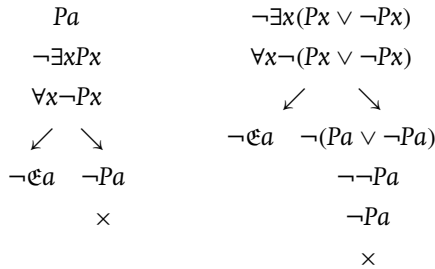 Pa
¬∃xPx
∀x¬Px
↙ ↘
¬𝔈a ¬Pa
×
¬∃x(Px ∨ ¬Px)
∀x¬(Px ∨ ¬Px)
↙ ↘
¬𝔈a ¬(Pa ∨ ¬Pa)
¬¬Pa
¬Pa
×